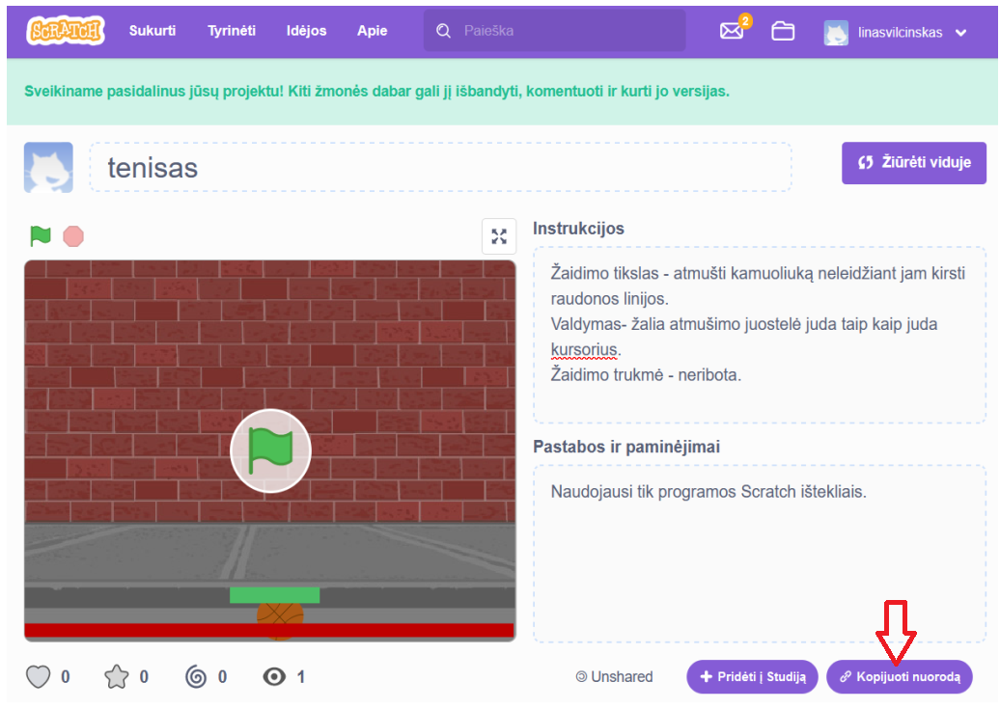 SCRATCH Sukurti Tyrinėti Idėjos Apie Paieška 2 linasvilcinskas
Sveikiname pasidalinus jūsų projektu! Kiti žmonės dabar gali jį išbandyti, komentuoti ir kurti jo versijas.
tenisas
Žiūrėti viduje
Instrukcijos
Žaidimo tikslas - atmušti kamuoliuką neleidžiant jam kirsti
raudonos linijos.
Valdymas- žalia atmušimo juostelė juda taip kaip juda
kursorius.
Žaidimo trukmė - neribota.
Pastabos ir paminėjimai
Naudojausi tik programos Scratch ištekliais.
0 0 0 1 Unshared Pridėti į Studiją Kopijuoti nuorodą